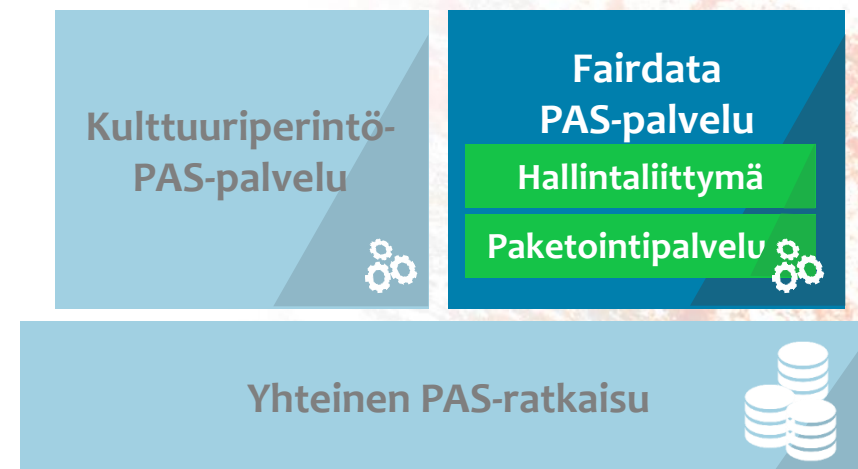 Kulttuuriperintö-
PAS-palvelu
Fairdata
PAS-palvelu
Hallintaliittymä
Paketointipalvelu
Yhteinen PAS-ratkaisu